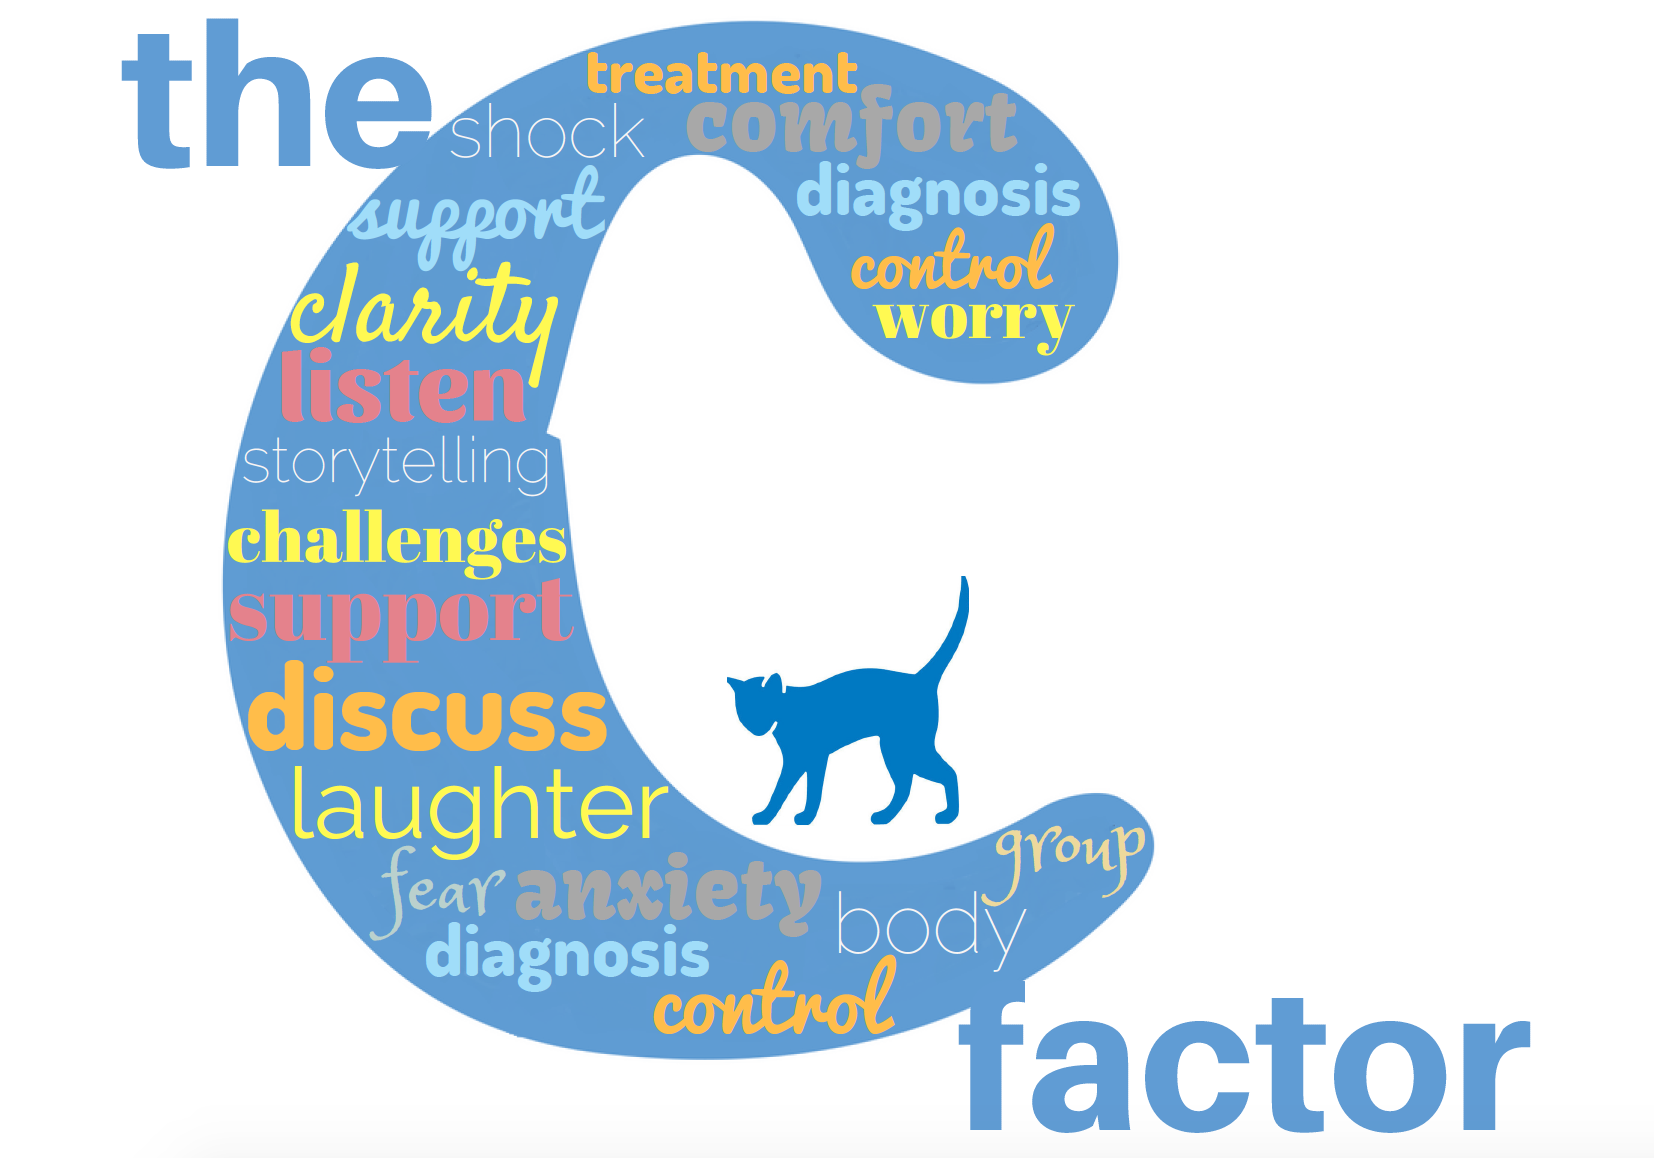 the
C
treatment
shock comfort
support diagnosis
clarity control
worry
listen
storytelling
challenges
support
discuss
laughter
group
fear anxiety body
diagnosis
control
factor